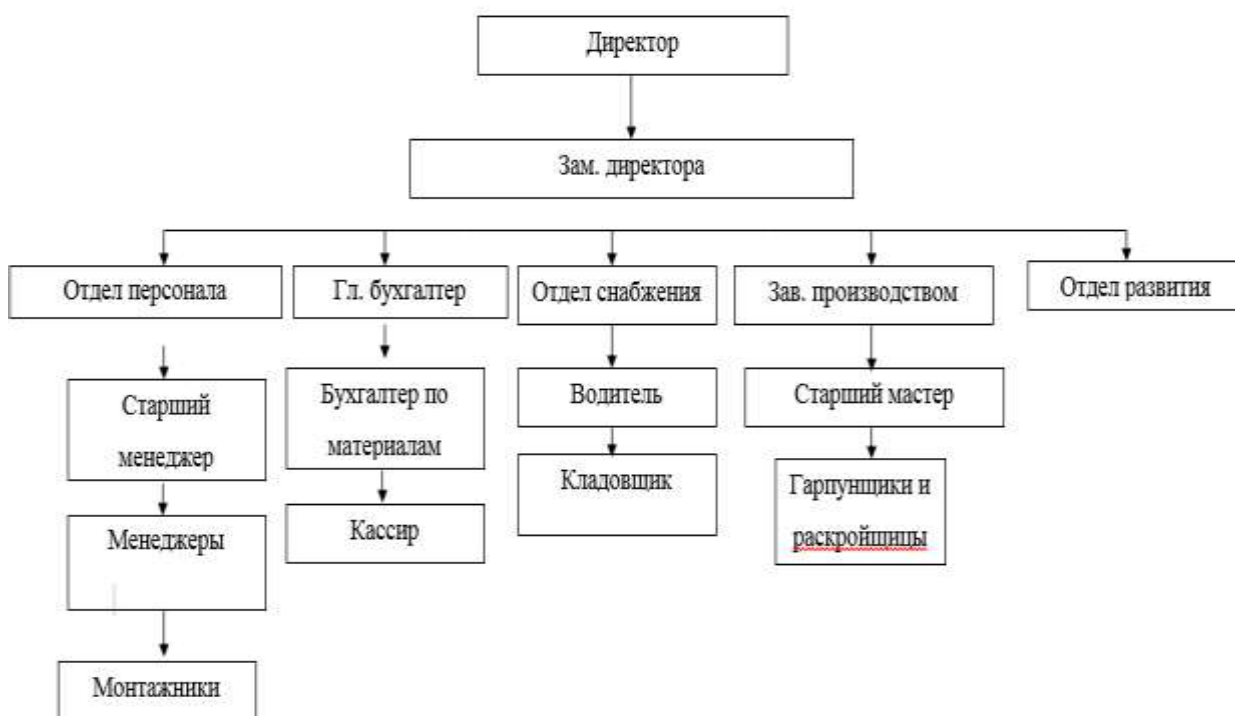 Директор
Зам. директора
Отдел персонала
Гл. бухгалтер
Отдел снабжения
Зав. производством
Отдел развития
Старший
менеджер
Бухгалтер по
материалам
Водитель
Старший мастер
Менеджеры
Кассир
Кладовщик
Гарпунщики и
раскройщицы
Монтажники